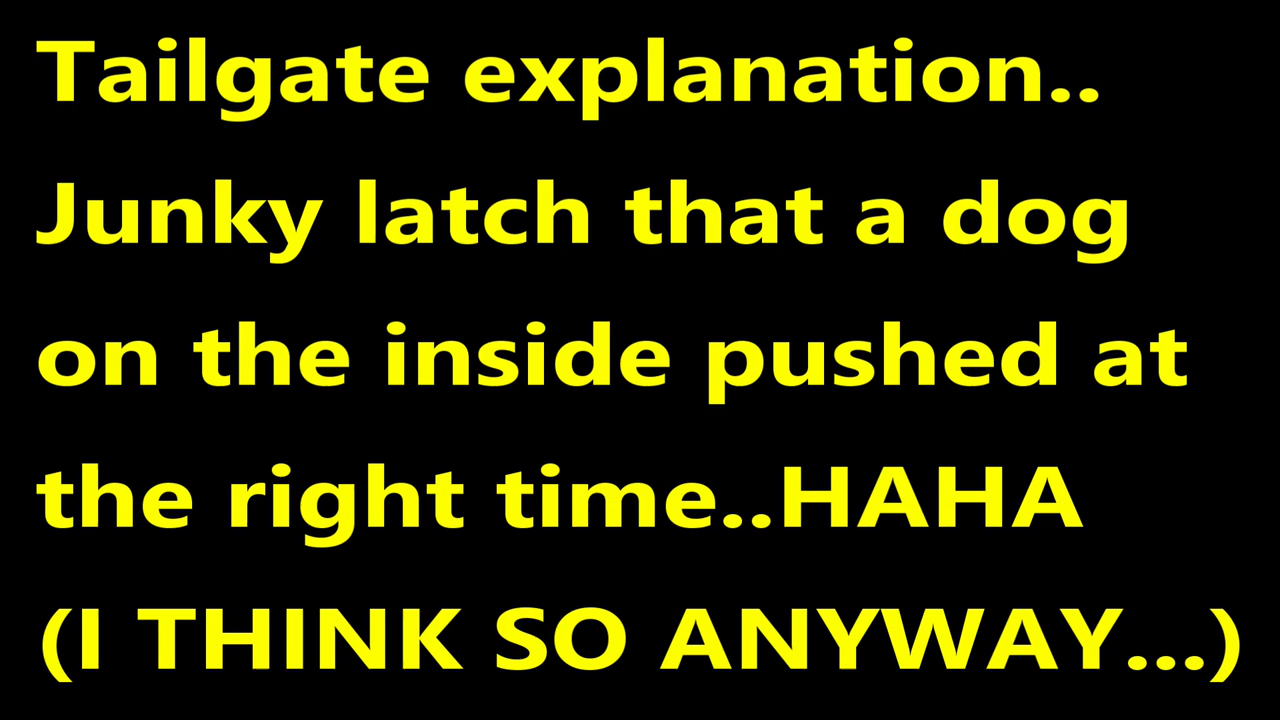 Tailgate explanation..
Junky latch that a dog
on the inside pushed at
the right time..HAHA
(I THINK SO ANYWAY...)